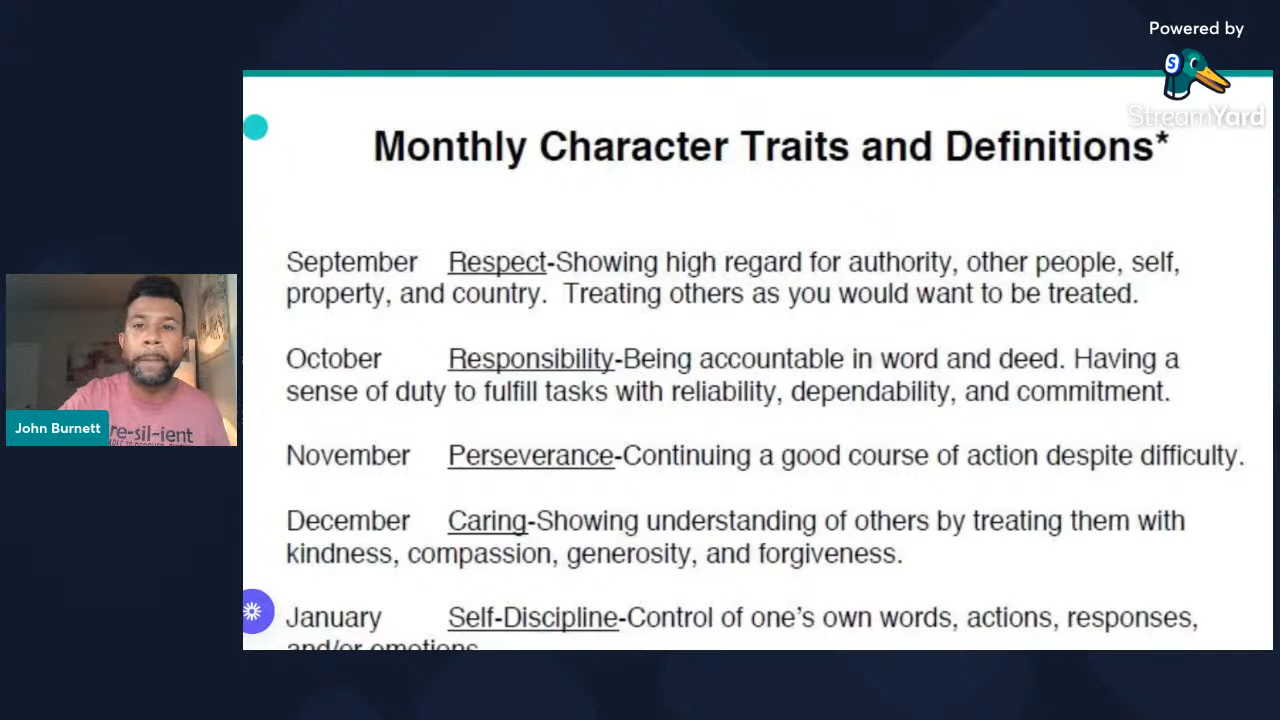 Powered by
StreamYard
Monthly Character Traits and Definitions*
September Respect-Showing high regard for authority, other people, self,
property, and country. Treating others as you would want to be treated.
October Responsibility-Being accountable in word and deed. Having a
sense of duty to fulfill tasks with reliability, dependability, and commitment.
November Perseverance-Continuing a good course of action despite difficulty.
December Caring-Showing understanding of others by treating them with
kindness, compassion, generosity, and forgiveness.
January Self-Discipline-Control of one's own words, actions, responses,
and/or emotions
John Burnett
re-sil-ient